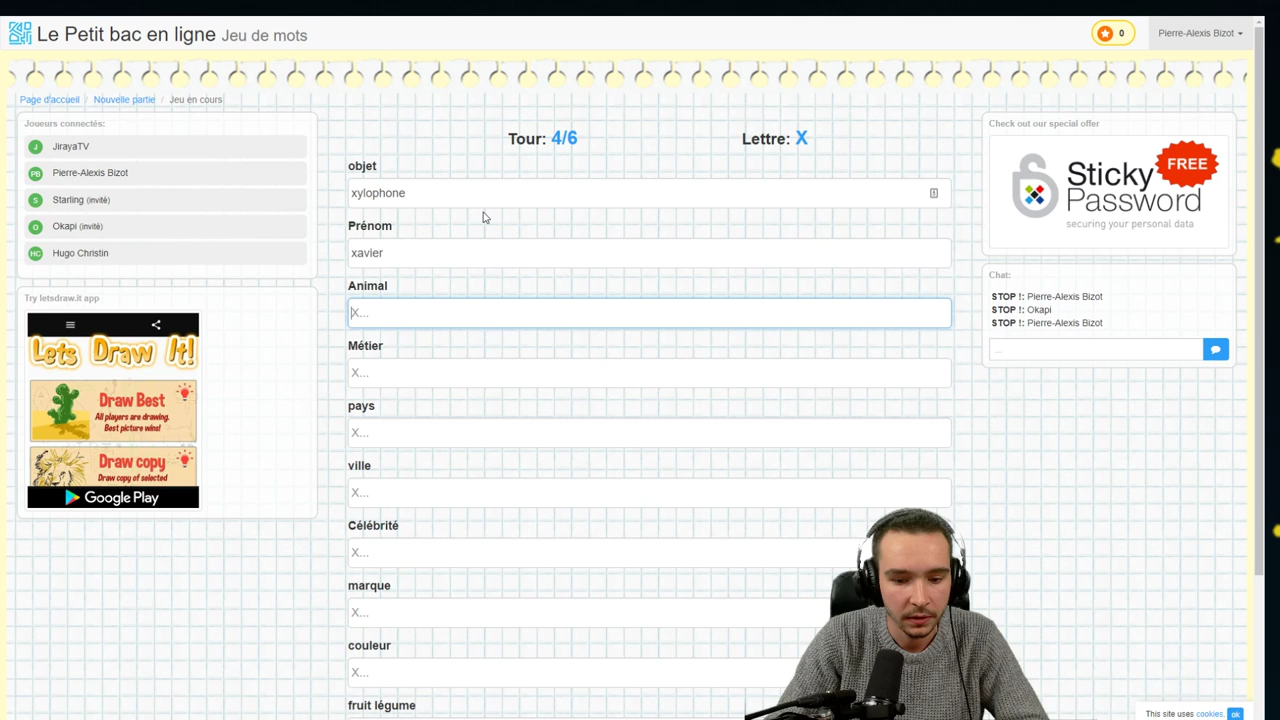 Le Petit bac en ligne Jeu de mots
0
Pierre-Alexis Bizot
Page d'accueil / Nouvelle partie / Jeu en cours
Joueurs connectés:
J JirayaTV
PB Pierre-Alexis Bizot
S Starling (invité)
O Okapi (invité)
HC Hugo Christin
Try letsdraw.it app
Lets Draw It!
Draw Best
All players are drawing.
Best picture wins!
Draw copy
Draw copy of selected
Google Play
Tour: 4/6 Lettre: X
objet
xylophone
Prénom
xavier
Animal
X...
Métier
X...
pays
X...
ville
X...
Célébrité
X...
marque
X...
couleur
X...
fruit légume
Check out our special offer
FREE
Sticky
Password
securing your personal data
Chat:
STOP !: Pierre-Alexis Bizot
STOP !: Okapi
STOP !: Pierre-Alexis Bizot
...
This site uses cookies. ok